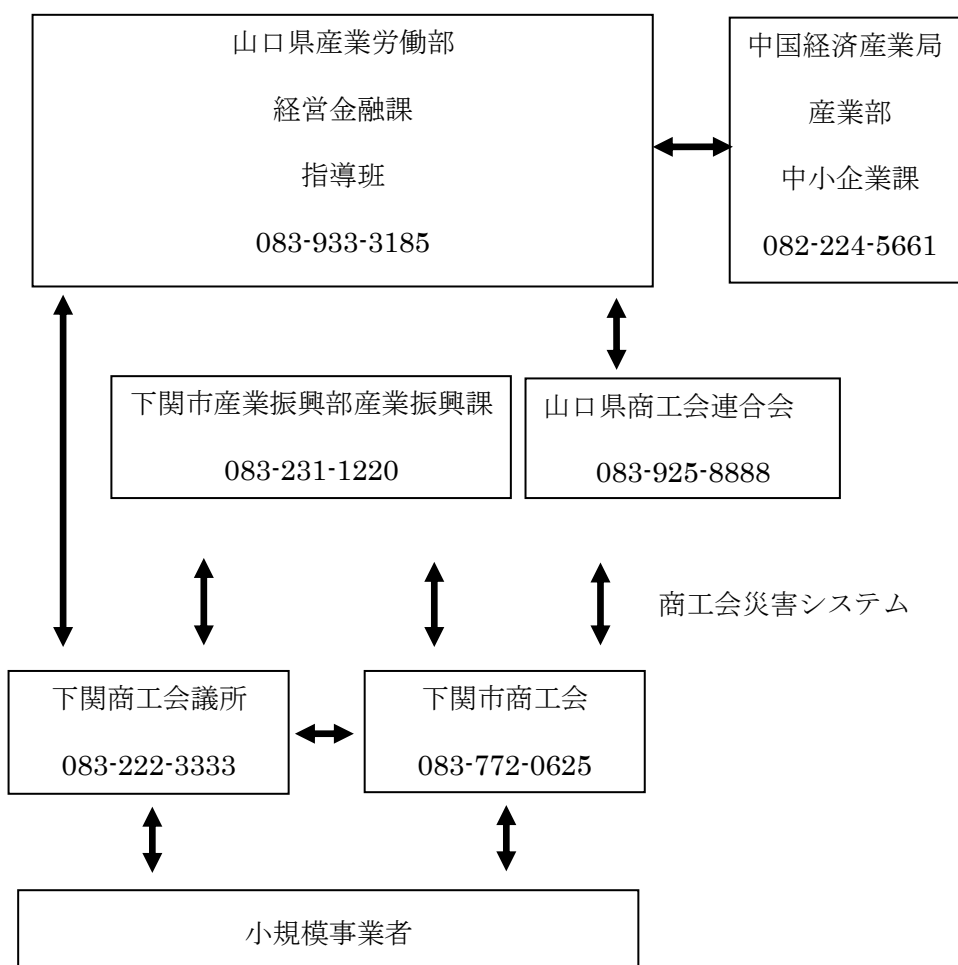 山口県産業労働部
経営金融課
指導班
083-933-3185
中国経済産業局
産業部
中小企業課
082-224-5661
下関市産業振興部産業振興課
083-231-1220
山口県商工会連合会
083-925-8888
商工会災害システム
下関商工会議所
083-222-3333
下関市商工会
083-772-0625
小規模事業者